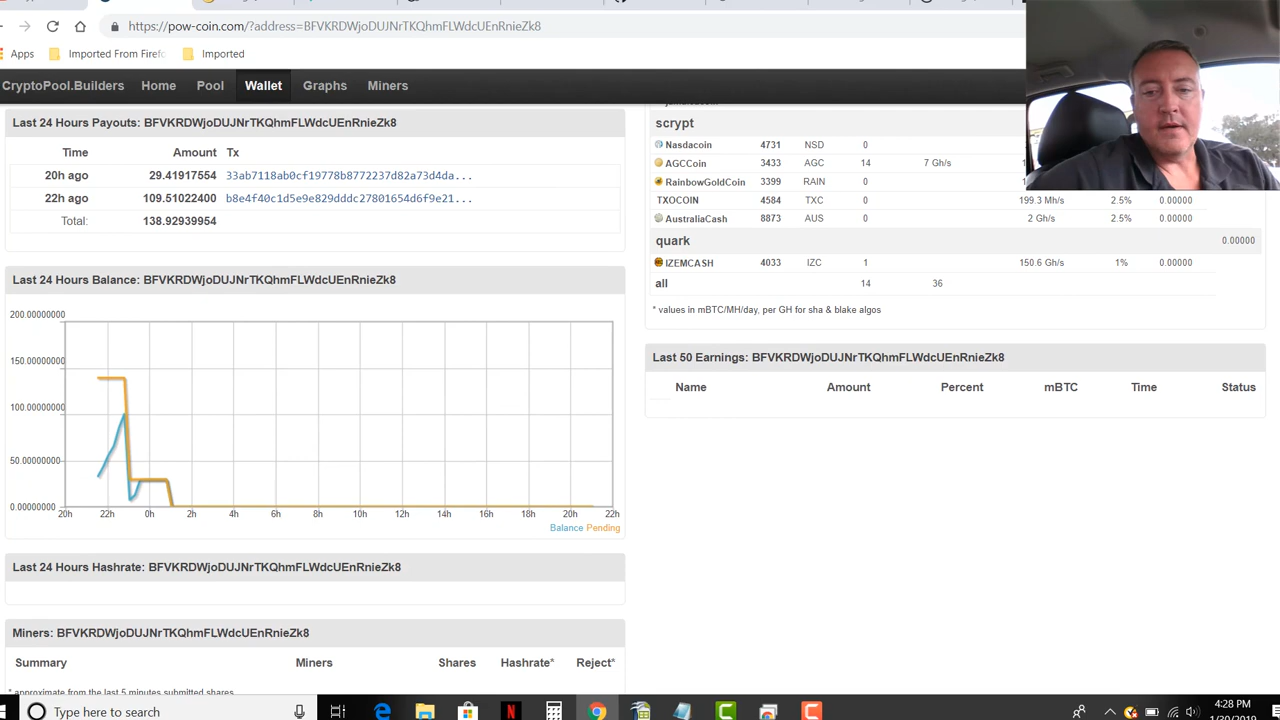 https://pow-coin.com/?address=BFVKRDWjoDUJNrTKQhmFLWdcUEnRnieZk8
Apps Imported From Firefo Imported
CryptoPool.Builders Home Pool Wallet Graphs Miners
Last 24 Hours Payouts: BFVKRDWjoDUJNrTKQhmFLWdcUEnRnieZk8
Time Amount Tx
20h ago 29.41917554 33ab7118ab0cf19778b8772237d82a73d4da...
22h ago 109.51022400 b8e4f40c1d5e9e829dddc27801654d6f9e21...
Total: 138.92939954
Last 24 Hours Balance: BFVKRDWjoDUJNrTKQhmFLWdcUEnRnieZk8
200.00000000
150.00000000
100.00000000
50.00000000
0.00000000
20h 22h 0h 2h 4h 6h 8h 10h 12h 14h 16h 18h 20h 22h
Balance Pending
Last 24 Hours Hashrate: BFVKRDWjoDUJNrTKQhmFLWdcUEnRnieZk8
Miners: BFVKRDWjoDUJNrTKQhmFLWdcUEnRnieZk8
Summary Miners Shares Hashrate* Reject*
* approximate from the last 5 minutes submitted shares
scrypt
Nasdacoin 4731 NSD 0
AGCCoin 3433 AGC 14 7 Gh/s
RainbowGoldCoin 3399 RAIN 0
TXOCOIN 4584 TXC 0 199.3 Mh/s 2.5% 0.00000
AustraliaCash 8873 AUS 0 2 Gh/s 2.5% 0.00000
quark 0.00000
IZEMCASH 4033 IZC 1 150.6 Gh/s 1% 0.00000
all 14 36
* values in mBTC/MH/day, per GH for sha & blake algos
Last 50 Earnings: BFVKRDWjoDUJNrTKQhmFLWdcUEnRnieZk8
Name Amount Percent mBTC Time Status
Type here to search
4:28 PM